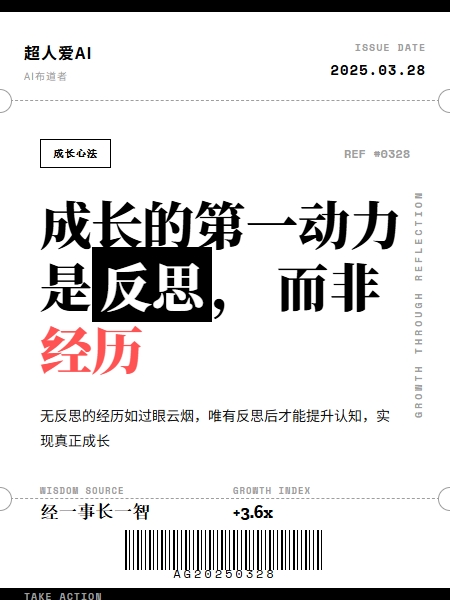 超人爱AI
AI布道者
ISSUE DATE
2025.03.28
成长心法
REF #0328
成长的第一动力
是反思， 而非
经历
GROWTH THROUGH REFLECTION
无反思的经历如过眼云烟，唯有反思后才能提升认知，实
现真正成长
WISDOM SOURCE
经一事长一智
GROWTH INDEX
+3.6x
AG20250328
TAKE ACTION